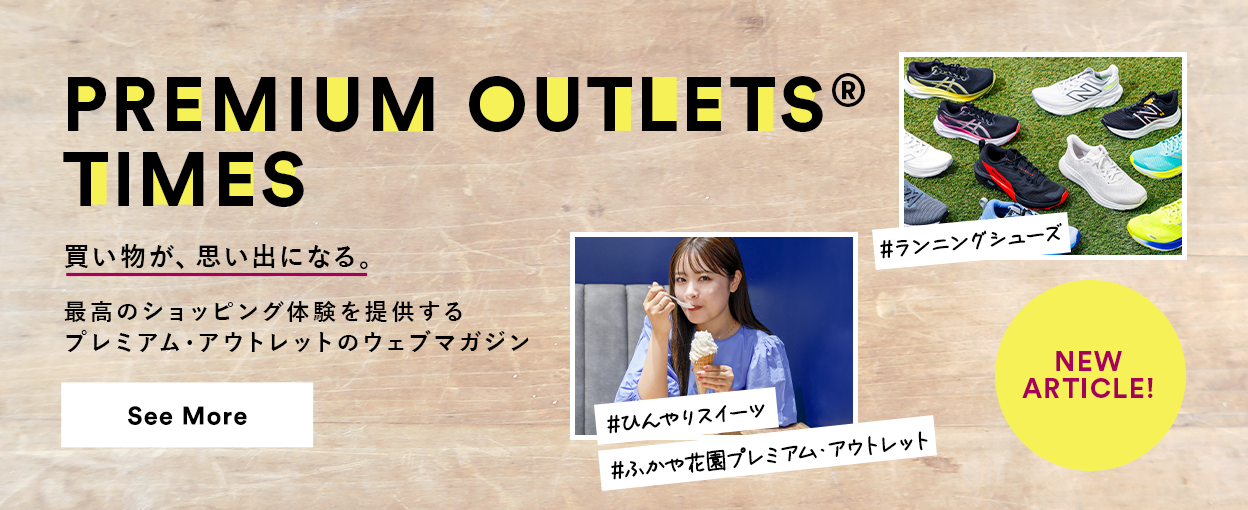 PREMIUM OUTLETS®
TIMES
買い物が、思い出になる。
最高のショッピング体験を提供する
プレミアム・アウトレットのウェブマガジン
See More
#ランニングシューズ
#ひんやりスイーツ
#ふかや花園プレミアム・アウトレット
NEW
ARTICLE!